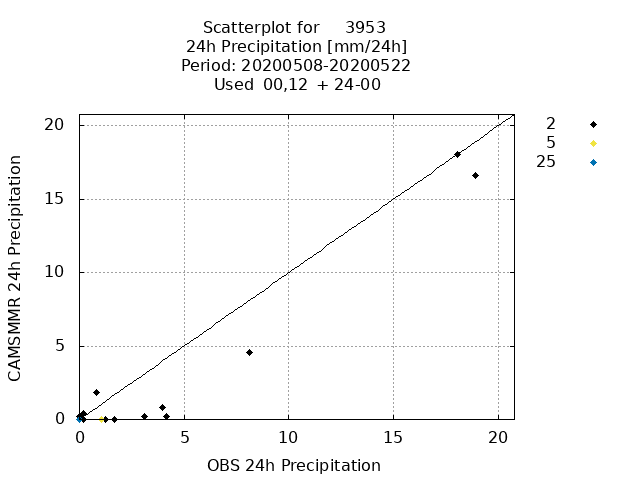 Scatterplot for 3953
24h Precipitation [mm/24h]
Period: 20200508-20200522
Used 00,12 + 24-00
2
5
25
CAMSMMR 24h Precipitation
20
15
10
5
0
0 5 10 15 20
OBS 24h Precipitation